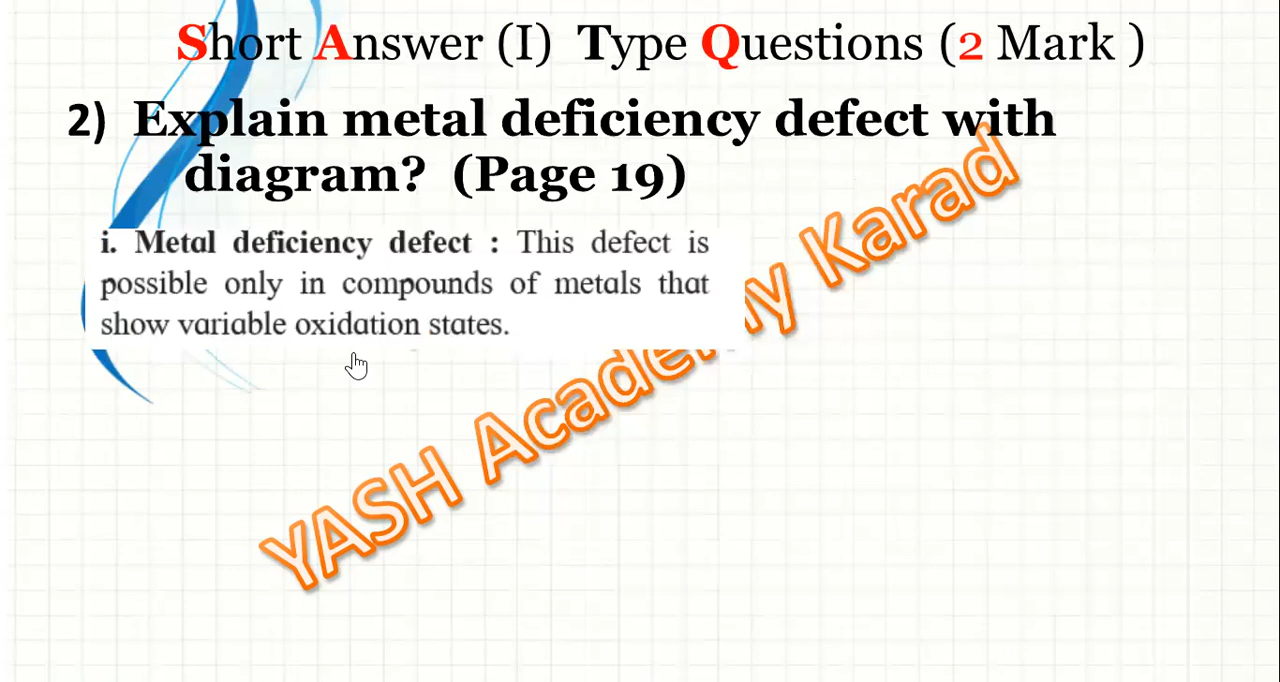 Short Answer (I) Type Questions (2 Mark )
2) Explain metal deficiency defect with
diagram? (Page 19)
i. Metal deficiency defect : This defect is
possible only in compounds of metals that
show variable oxidation states.
YASH Academy Karad